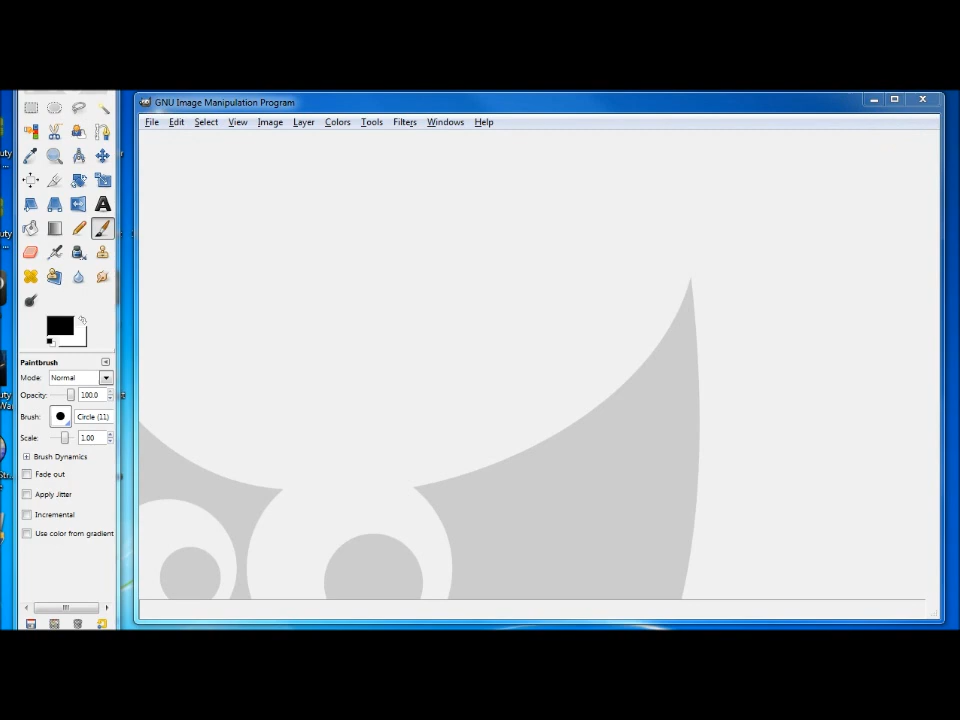 GNU Image Manipulation Program
File Edit Select View Image Layer Colors Tools Filters Windows Help
Paintbrush
Mode: Normal
Opacity: 100.0
Brush: Circle (11)
Scale: 1.00
Brush Dynamics
Fade out
Apply Jitter
Incremental
Use color from gradient